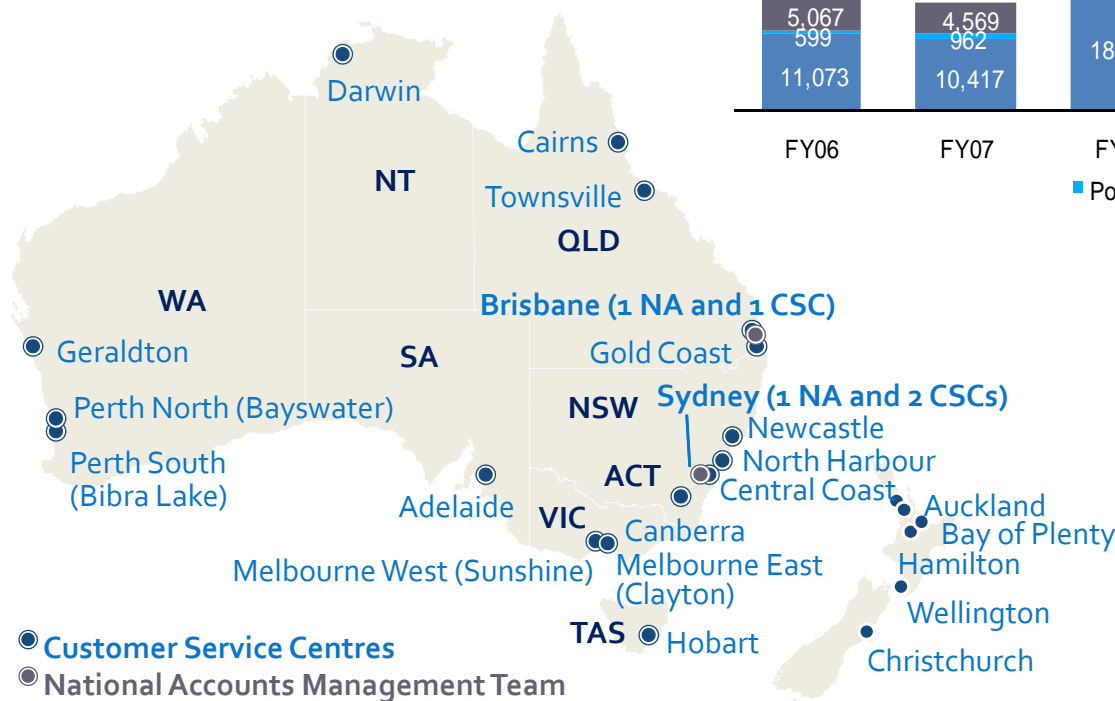 5,067
4,569
599
962
18
11,073
10,417
FY06
FY07
FY
Po
Darwin
Cairns
NT
Townsville
QLD
WA
Brisbane (1 NA and 1 CSC)
Geraldton
SA
Gold Coast
NSW
Sydney (1 NA and 2 CSCs)
Perth North (Bayswater)
Newcastle
Perth South
(Bibra Lake)
North Harbour
ACT
Central Coast
Adelaide
VIC
Canberra
Auckland
Bay of Plenty
Melbourne West (Sunshine)
Melbourne East
(Clayton)
Hamilton
Wellington
TAS
Hobart
Christchurch
Customer Service Centres
National Accounts Management Team